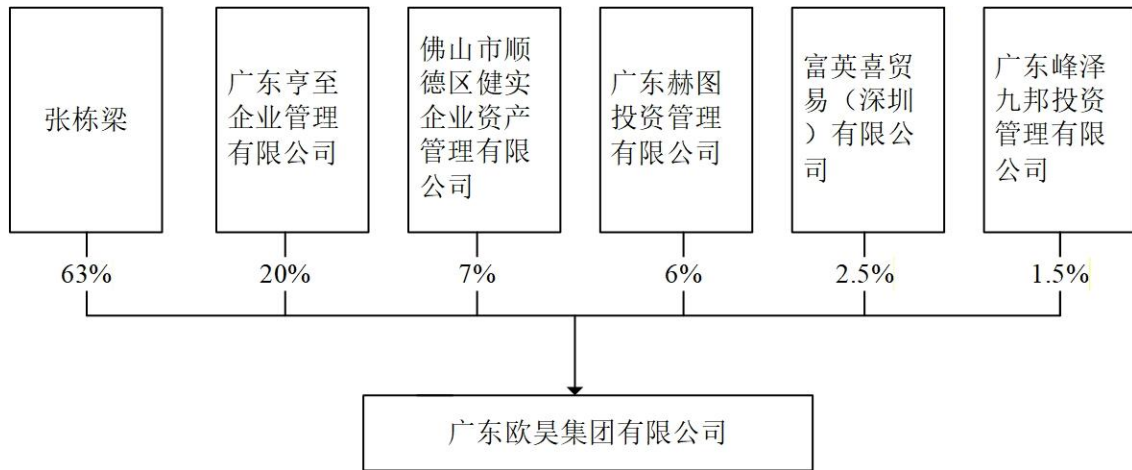 张栋梁
广东亨至
企业管理
有限公司
佛山市顺
德区健实
企业资产
管理有限
公司
广东赫图
投资管理
有限公司
富英喜贸
易（深圳
）有限公
司
广东峰泽
九邦投资
管理有限
公司
63%
20%
7%
6%
2.5%
1.5%
广东欧昊集团有限公司